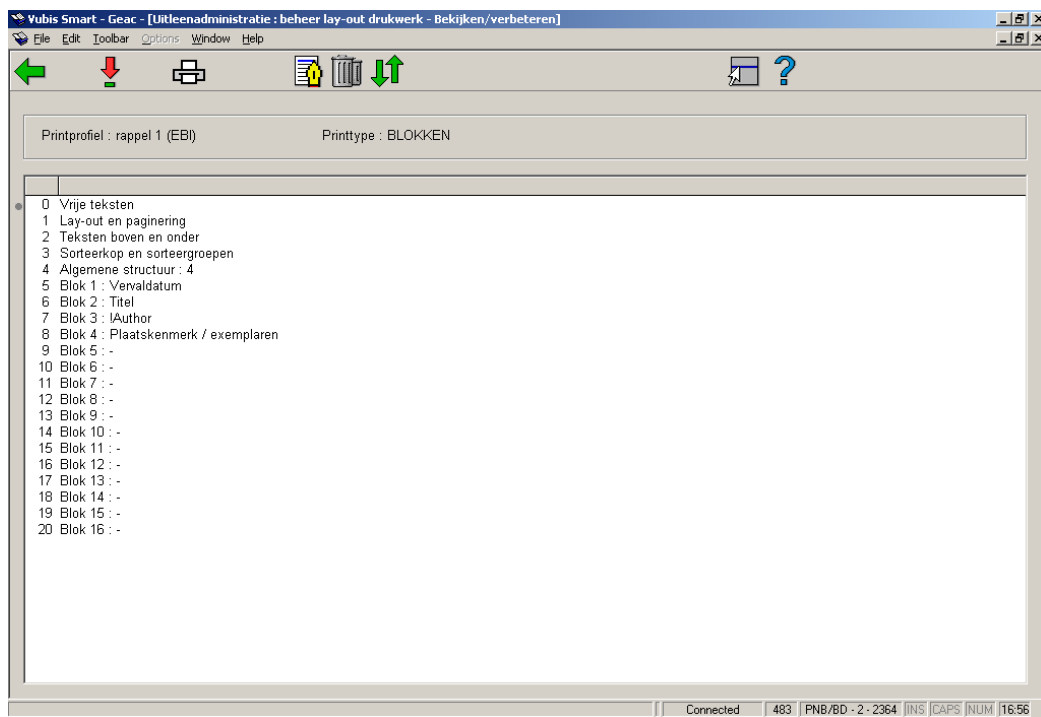 Vubis Smart - Geac - [Uitleenadministratie : beheer lay-out drukwerk - Bekijken/verbeteren]
File Edit Toolbar Options Window Help
Printprofiel : rappel 1 (EBI) Printtype : BLOKKEN
0 Vrije teksten
1 Lay-out en paginering
2 Teksten boven en onder
3 Sorteerkop en sorteergroepen
4 Algemene structuur : 4
5 Blok 1 : Vervaldatum
6 Blok 2 : Titel
7 Blok 3 : !Author
8 Blok 4 : Plaatskenmerk / exemplaren
9 Blok 5 : -
10 Blok 6 : -
11 Blok 7 : -
12 Blok 8 : -
13 Blok 9 : -
14 Blok 10 : -
15 Blok 11 : -
16 Blok 12 : -
17 Blok 13 : -
18 Blok 14 : -
19 Blok 15 : -
20 Blok 16 : -
Connected 483 PNB/BD - 2 - 2364 INS CAPS NUM 16:56